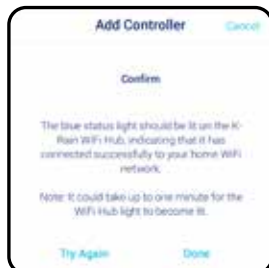 Add Controller Cancel
Confirm
The blue status light should be lit on the K-
Rain WiFi Hub, indicating that it has
connected successfully to your home WiFi
network.
Note: It could take up to one minute for the
WiFi Hub light to become lit.
Try Again Done